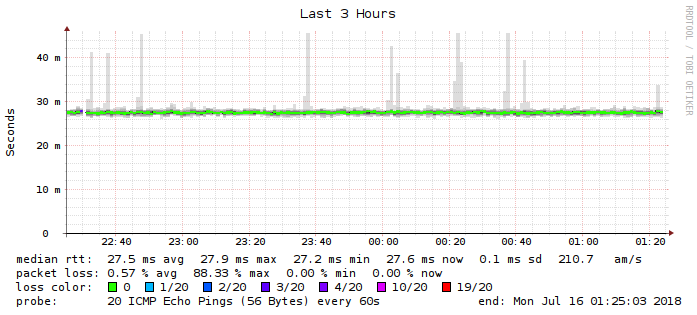 Last 3 Hours
RRDTOOL / TOBI OETIKER
Seconds
40 m
30 m
20 m
10 m
0
22:40 23:00 23:20 23:40 00:00 00:20 00:40 01:00 01:20
median rtt: 27.5 ms avg 27.9 ms max 27.2 ms min 27.6 ms now 0.1 ms sd 210.7 am/s
packet loss: 0.57 % avg 88.33 % max 0.00 % min 0.00 % now
loss color: 0 1/20 2/20 3/20 4/20 10/20 19/20
probe: 20 ICMP Echo Pings (56 Bytes) every 60s end: Mon Jul 16 01:25:03 2018